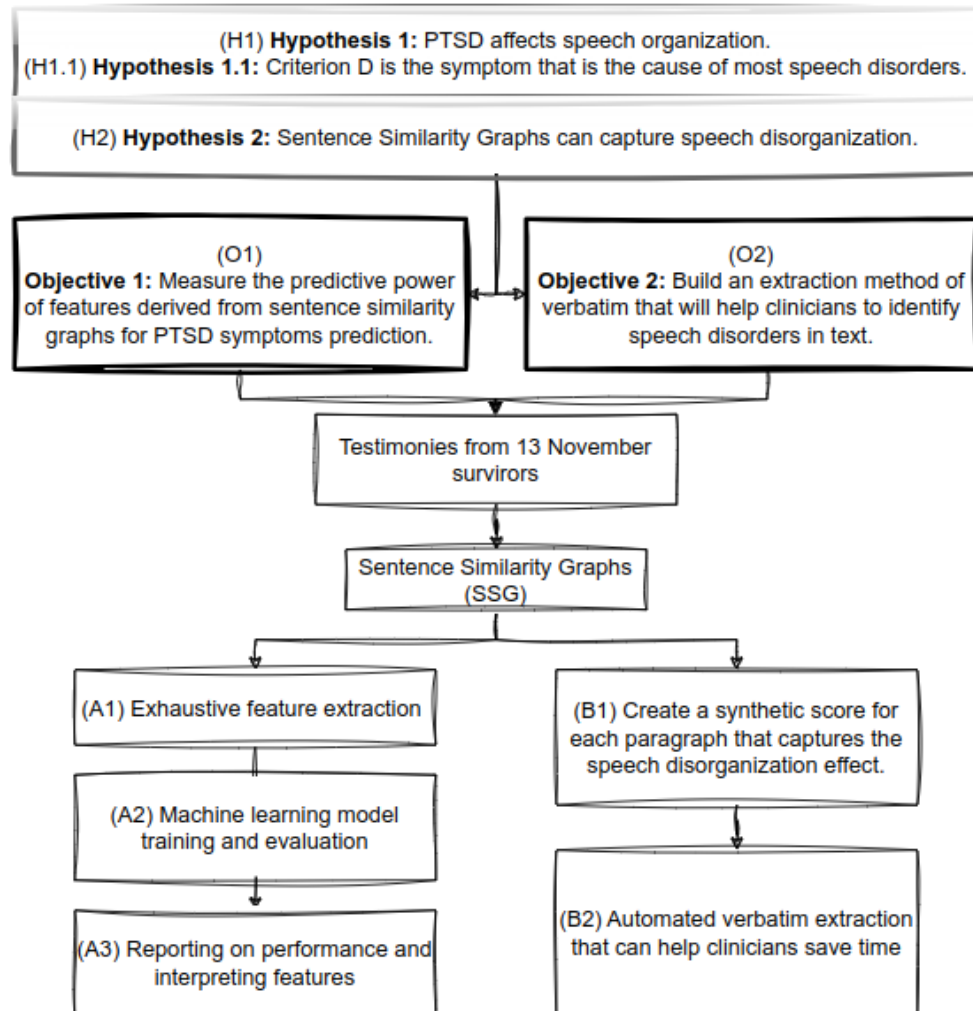 (H1) Hypothesis 1: PTSD affects speech organization.
(H1.1) Hypothesis 1.1: Criterion D is the symptom that is the cause of most speech disorders.
(H2) Hypothesis 2: Sentence Similarity Graphs can capture speech disorganization.
(O1)
Objective 1: Measure the predictive power
of features derived from sentence similarity
graphs for PTSD symptoms prediction.
(O2)
Objective 2: Build an extraction method of
verbatim that will help clinicians to identify
speech disorders in text.
Testimonies from 13 November
survirors
Sentence Similarity Graphs
(SSG)
(A1) Exhaustive feature extraction
(A2) Machine learning model
training and evaluation
(A3) Reporting on performance and
interpreting features
(B1) Create a synthetic score for
each paragraph that captures the
speech disorganization effect.
(B2) Automated verbatim extraction
that can help clinicians save time